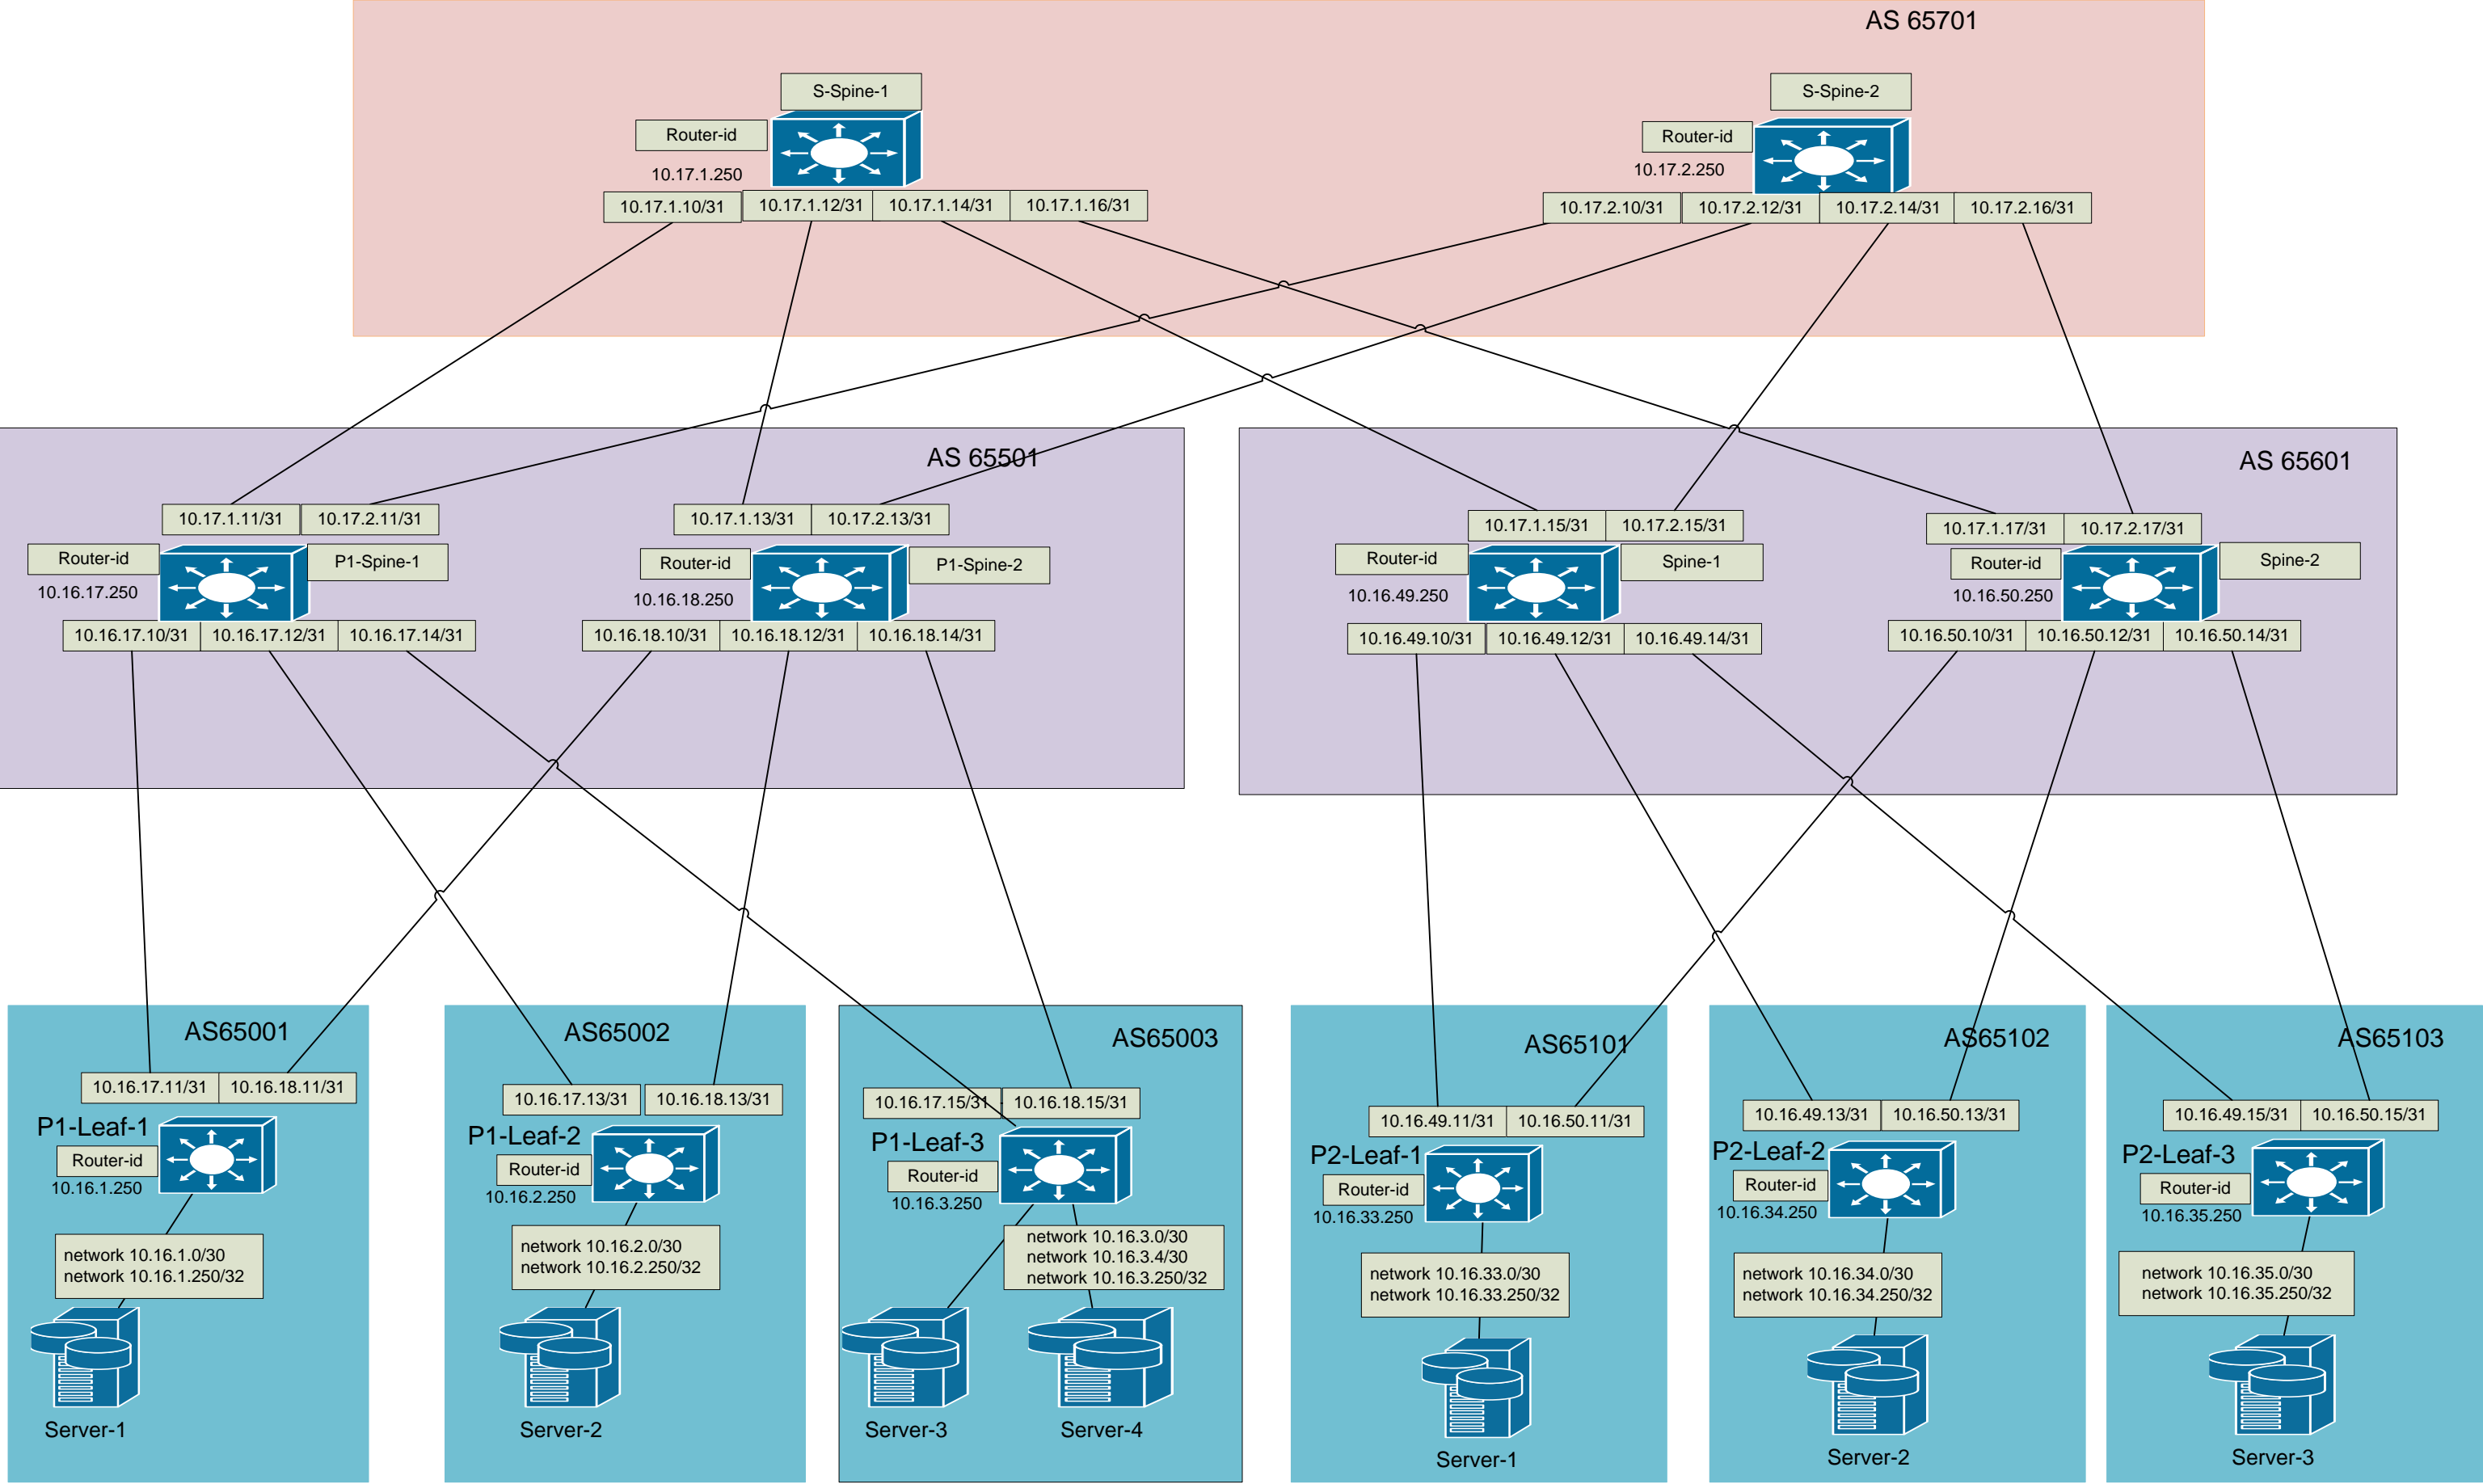 AS 65701
S-Spine-1
S-Spine-2
Router-id
10.17.1.250
Router-id
10.17.2.250
10.17.1.10/31
10.17.1.12/31
10.17.1.14/31
10.17.1.16/31
10.17.2.10/31
10.17.2.12/31
10.17.2.14/31
10.17.2.16/31
AS 65501
10.17.1.11/31
10.17.2.11/31
10.17.1.13/31
10.17.2.13/31
Router-id
10.16.17.250
P1-Spine-1
Router-id
10.16.18.250
P1-Spine-2
10.16.17.10/31
10.16.17.12/31
10.16.17.14/31
10.16.18.10/31
10.16.18.12/31
10.16.18.14/31
AS 65601
10.17.1.15/31
10.17.2.15/31
10.17.1.17/31
10.17.2.17/31
Router-id
10.16.49.250
Spine-1
Router-id
10.16.50.250
Spine-2
10.16.49.10/31
10.16.49.12/31
10.16.49.14/31
10.16.50.10/31
10.16.50.12/31
10.16.50.14/31
AS65001
10.16.17.11/31
10.16.18.11/31
P1-Leaf-1
Router-id
10.16.1.250
network 10.16.1.0/30
network 10.16.1.250/32
Server-1
AS65002
10.16.17.13/31
10.16.18.13/31
P1-Leaf-2
Router-id
10.16.2.250
network 10.16.2.0/30
network 10.16.2.250/32
Server-2
AS65003
10.16.17.15/31
10.16.18.15/31
P1-Leaf-3
Router-id
10.16.3.250
network 10.16.3.0/30
network 10.16.3.4/30
network 10.16.3.250/32
Server-3
Server-4
AS65101
10.16.49.11/31
10.16.50.11/31
P2-Leaf-1
Router-id
10.16.33.250
network 10.16.33.0/30
network 10.16.33.250/32
Server-1
AS65102
10.16.49.13/31
10.16.50.13/31
P2-Leaf-2
Router-id
10.16.34.250
network 10.16.34.0/30
network 10.16.34.250/32
Server-2
AS65103
10.16.49.15/31
10.16.50.15/31
P2-Leaf-3
Router-id
10.16.35.250
network 10.16.35.0/30
network 10.16.35.250/32
Server-3